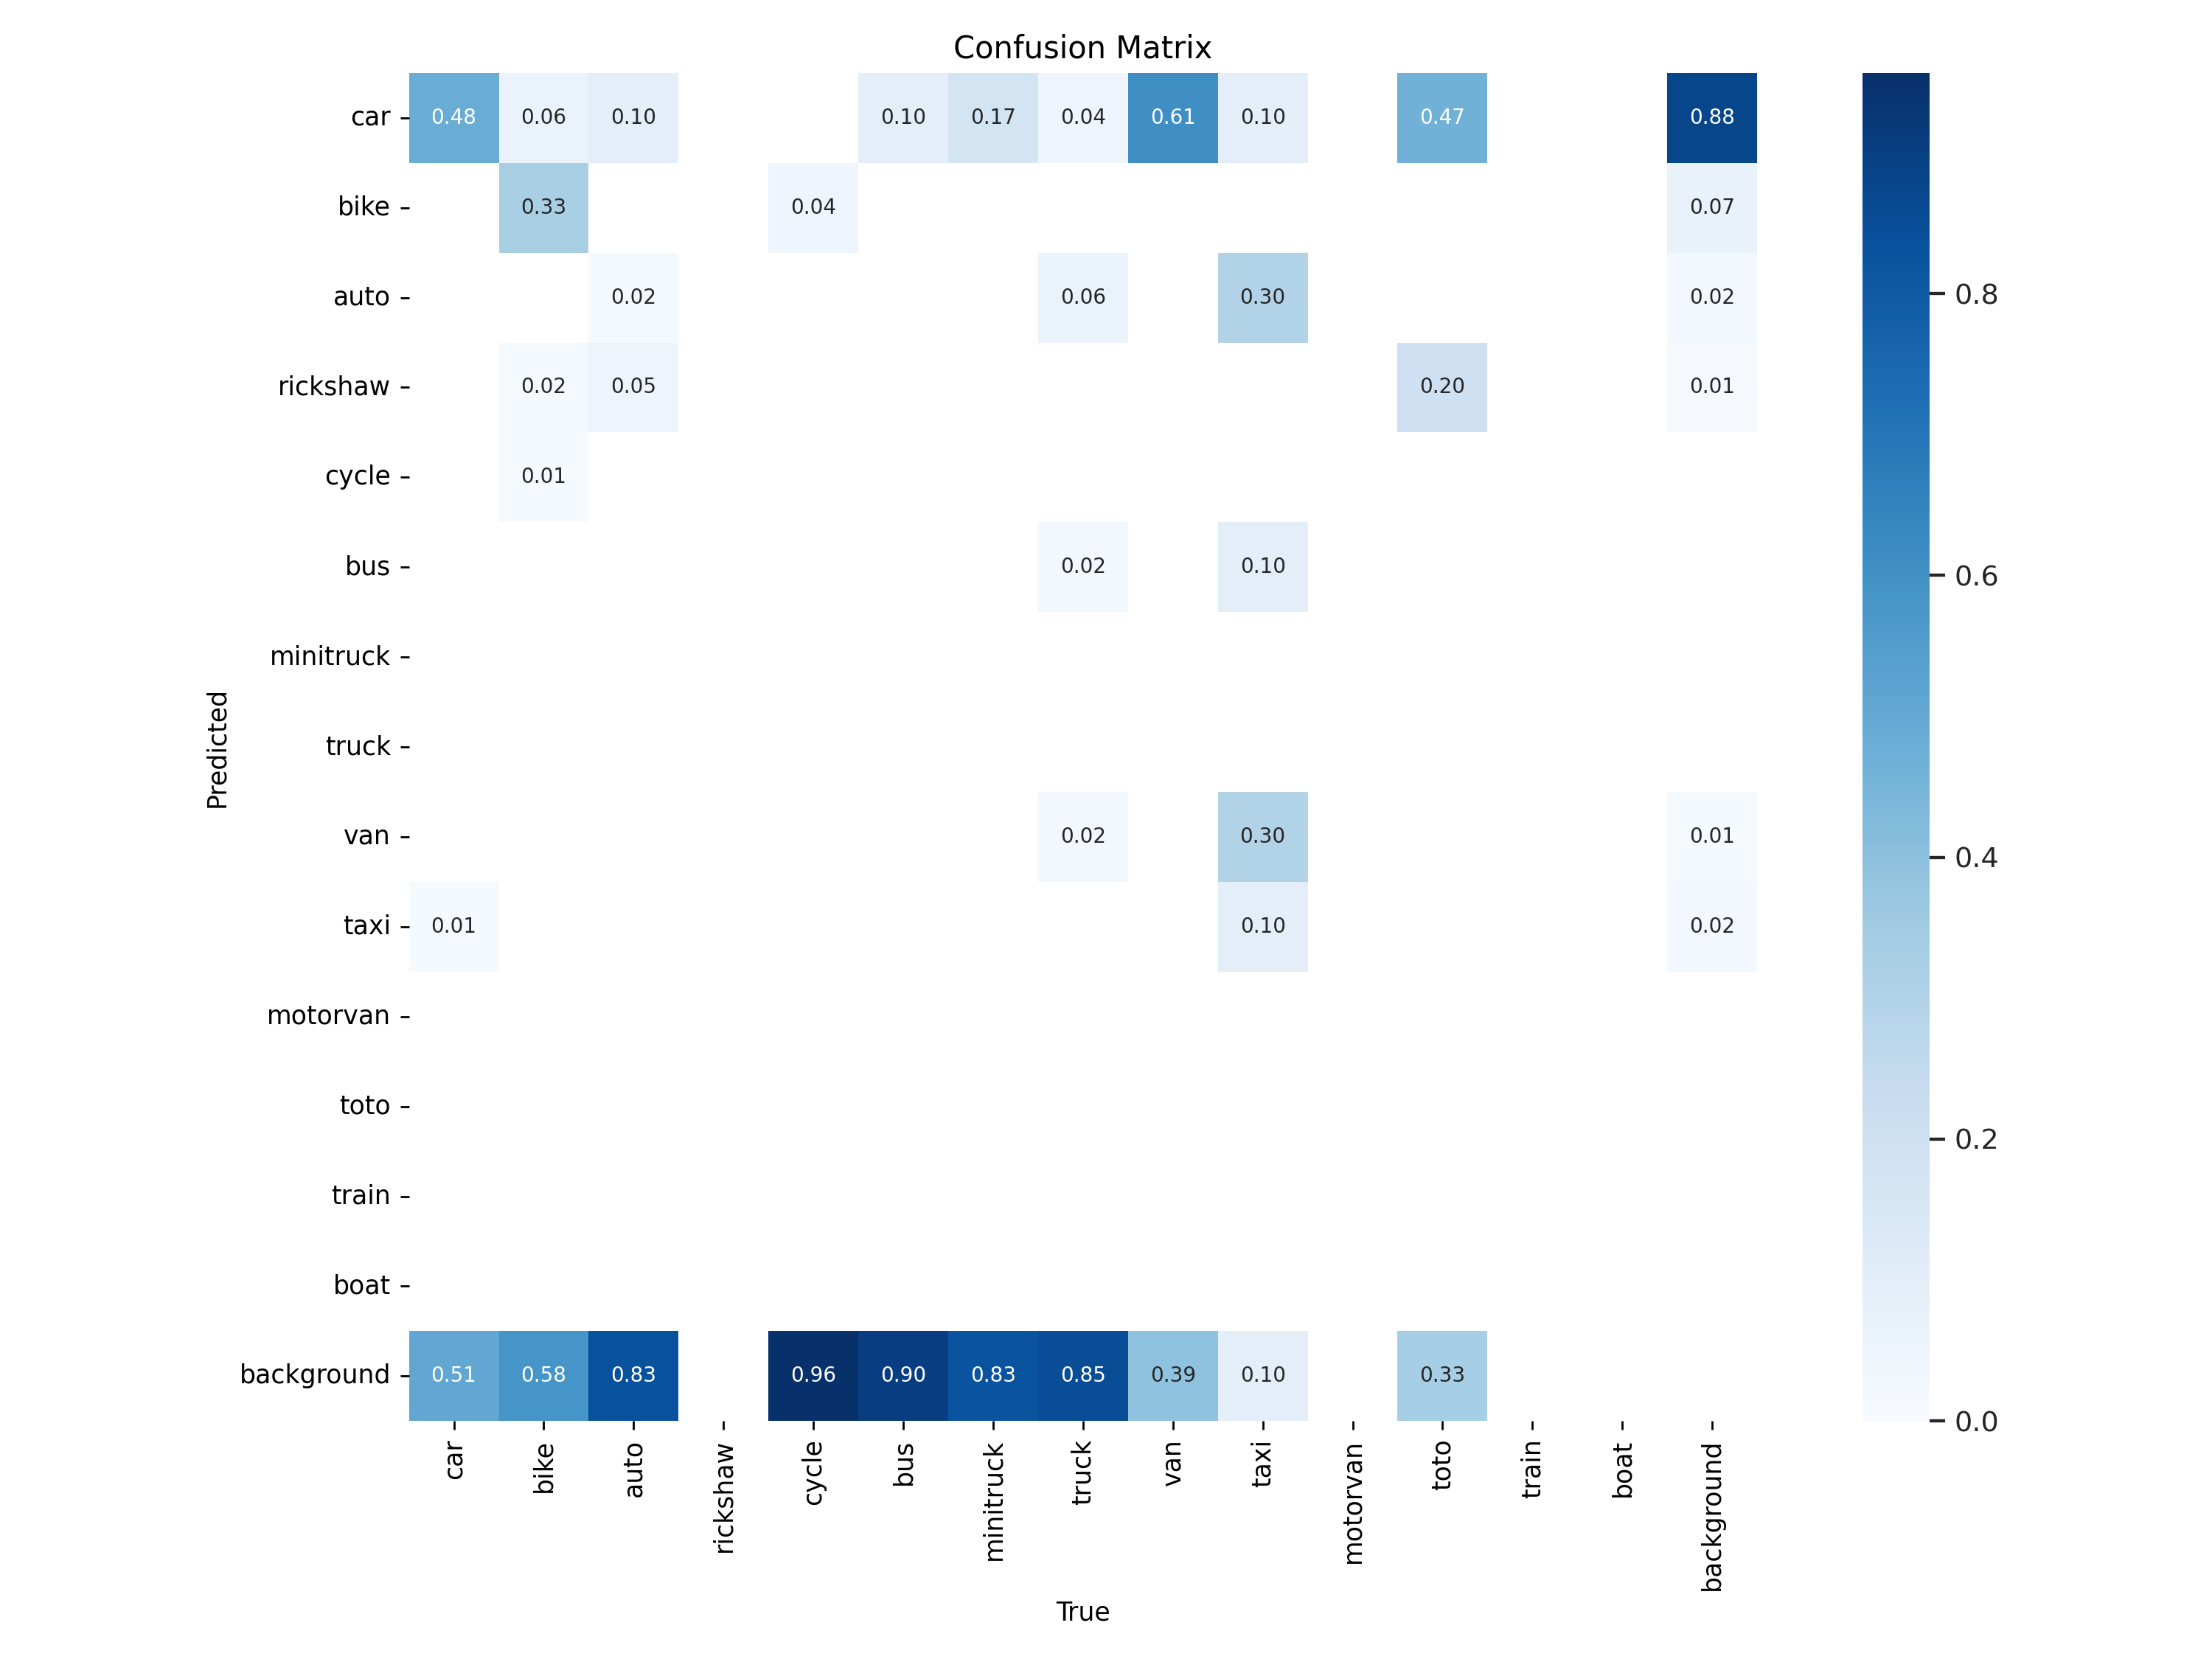 Confusion Matrix
car 0.48 0.06 0.10 0.10 0.17 0.04 0.61 0.10 0.47 0.88
bike 0.33 0.04 0.07
auto 0.02 0.06 0.30 0.02 0.8
rickshaw 0.02 0.05 0.20 0.01
cycle 0.01
bus 0.02 0.10 0.6
minitruck
truck
Predicted
van 0.02 0.30 0.01 0.4
taxi 0.01 0.10 0.02
motorvan
toto 0.2
train
boat
background 0.51 0.58 0.83 0.96 0.90 0.83 0.85 0.39 0.10 0.33
0.0
car bike auto rickshaw cycle bus minitruck truck van taxi motorvan toto train boat background
True